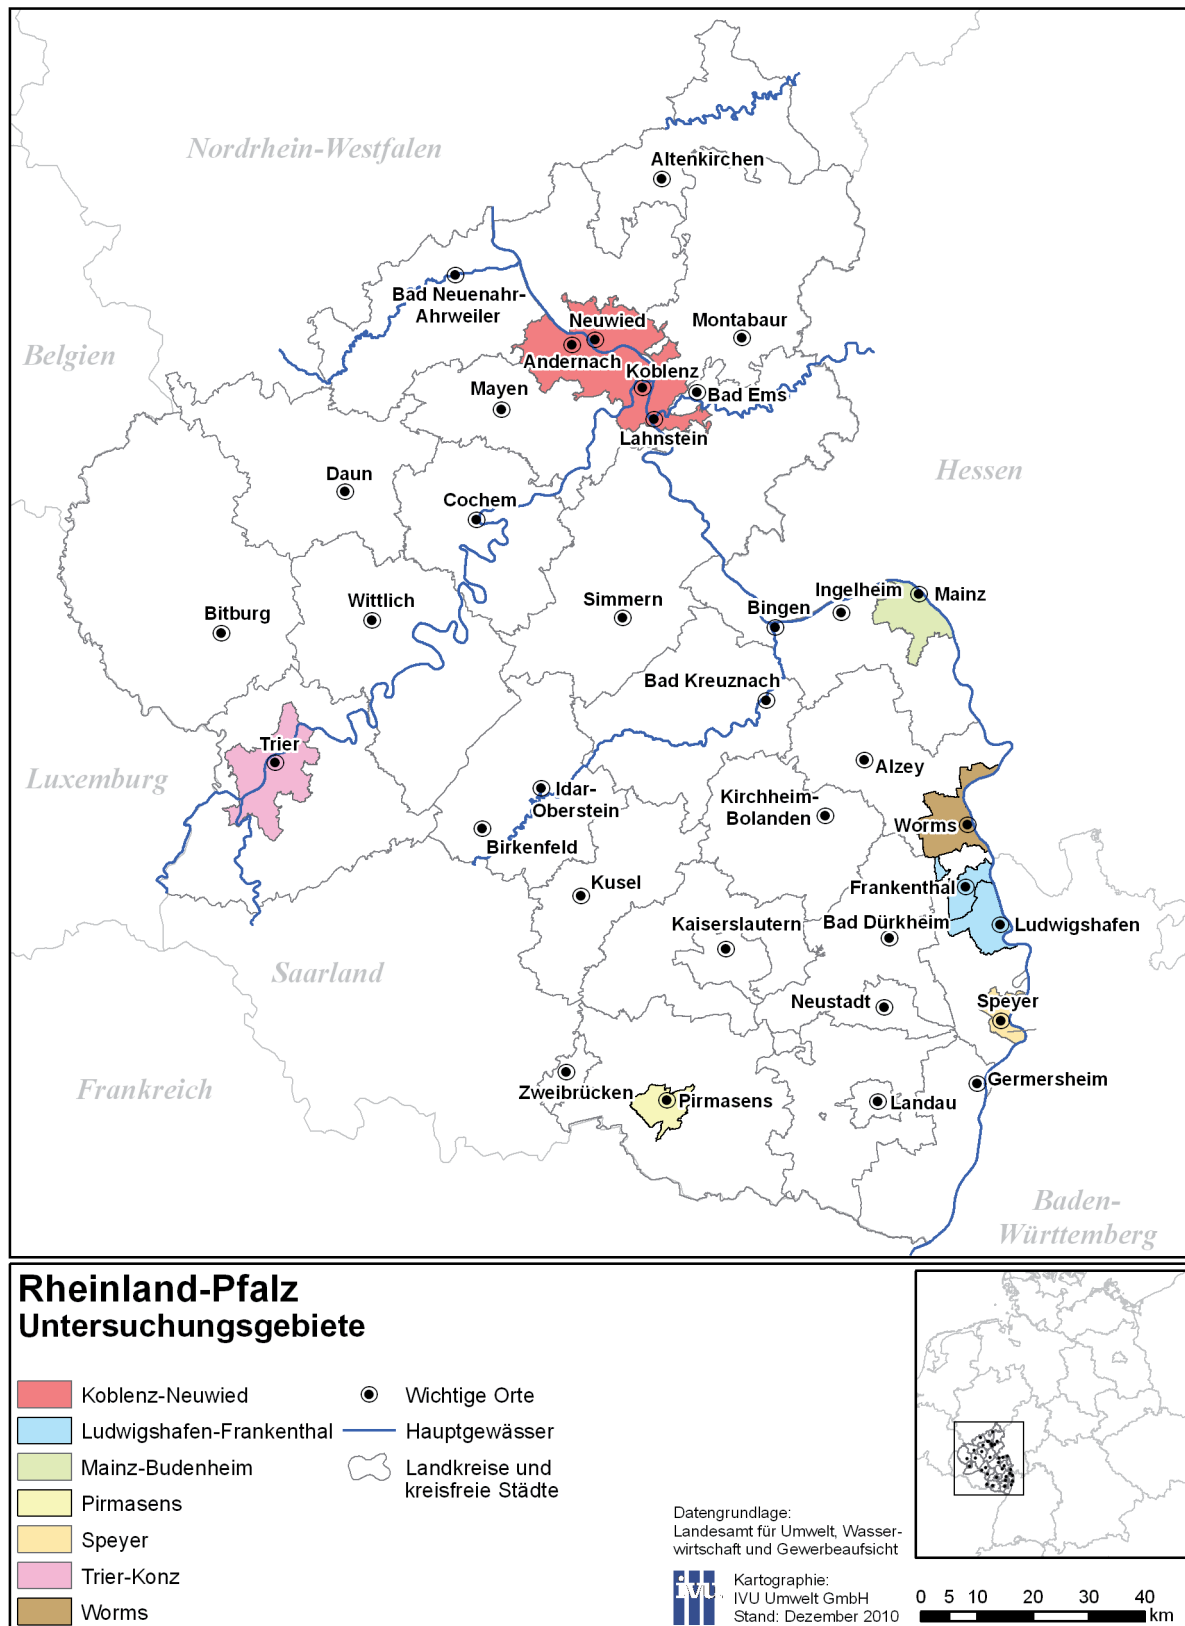 Nordrhein-Westfalen
Altenkirchen
Bad Neuenahr-
Ahrweiler
Neuwied
Montabaur
Belgien
Andernach
Koblenz
Mayen
Bad Ems
Lahnstein
Hessen
Daun
Cochem
Ingelheim
Mainz
Wittlich
Simmern
Bingen
Bitburg
Bad Kreuznach
Trier
Luxemburg
Alzey
Idar-
Oberstein
Kirchheim-
Bolanden
Worms
Birkenfeld
Kusel
Frankenthal
Kaiserslautern
Bad Dürkheim
Ludwigshafen
Saarland
Neustadt
Speyer
Frankreich
Zweibrücken
Pirmasens
Landau
Germersheim
Baden-
Württemberg
Rheinland-Pfalz
Untersuchungsgebiete
Koblenz-Neuwied
Ludwigshafen-Frankenthal
Mainz-Budenheim
Pirmasens
Speyer
Trier-Konz
Worms
Wichtige Orte
Hauptgewässer
Landkreise und
kreisfreie Städte
Datengrundlage:
Landesamt für Umwelt, Wasser-
wirtschaft und Gewerbeaufsicht
ivu
Kartographie:
IVU Umwelt GmbH
Stand: Dezember 2010
0 5 10 20 30 40
km